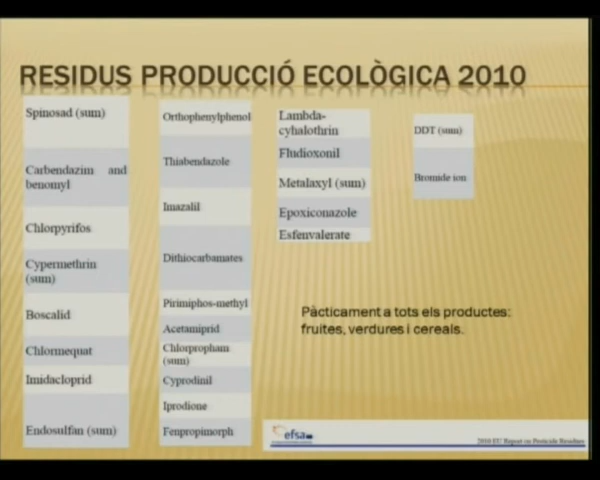 RESIDUS PRODUCCIÓ ECOLÒGICA 2010
Spinosad (sum)
Carbendazim and
benomyl
Chlorpyrifos
Cypermethrin
(sum)
Boscalid
Chlormequat
Imidacloprid
Endosulfan (sum)
Orthophenylphenol
Thiabendazole
Imazalil
Dithiocarbamates
Pirimiphos-methyl
Acetamiprid
Chlorpropham
(sum)
Cyprodinil
Iprodione
Fenpropimorph
Lambda-
cyhalothrin
Fludioxonil
Metalaxyl (sum)
Epoxiconazole
Esfenvalerate
DDT (sum)
Bromide ion
Pàcticament a tots els productes:
fruites, verdures i cereals.
efsa
2010 EU Report on Pesticide Residues